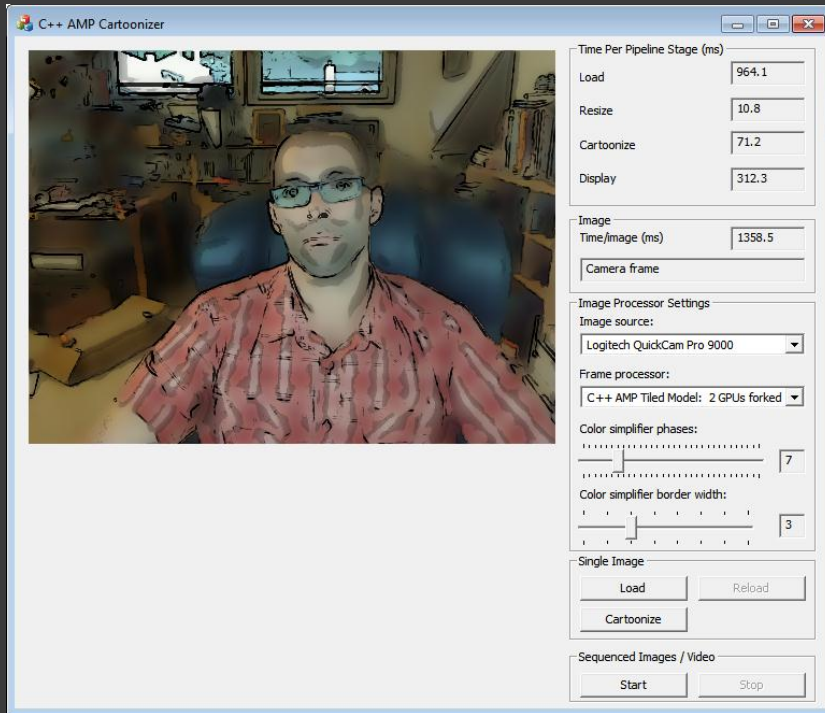 C++ AMP Cartoonizer
Time Per Pipeline Stage (ms)
Load 964.1
Resize 10.8
Cartoonize 71.2
Display 312.3
Image
Time/image (ms) 1358.5
Camera frame
Image Processor Settings
Image source:
Logitech QuickCam Pro 9000
Frame processor:
C++ AMP Tiled Model: 2 GPUs forked
Color simplifier phases:
7
Color simplifier border width:
3
Single Image
Load Reload
Cartoonize
Sequenced Images / Video
Start Stop